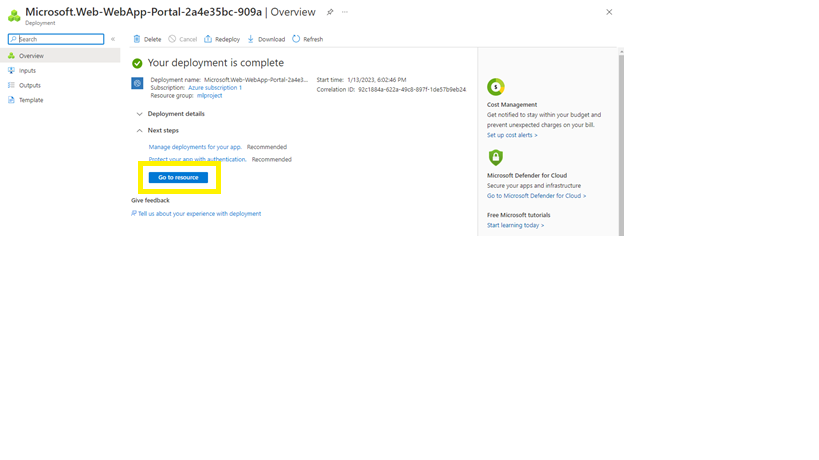 Microsoft.Web-WebApp-Portal-2a4e35bc-909a | Overview
Deployment
Search
Overview
Inputs
Outputs
Template
Delete Cancel Redeploy Download Refresh
Your deployment is complete
Deployment name: Microsoft.Web-WebApp-Portal-2a4e3...
Subscription: Azure subscription 1
Resource group: mlproject
Start time: 1/13/2023, 6:02:46 PM
Correlation ID: 92c1884a-622a-49c8-897f-1de57b9eb24
Deployment details
Next steps
Manage deployments for your app. Recommended
Protect your app with authentication. Recommended
Go to resource
Give feedback
Tell us about your experience with deployment
Cost Management
Get notified to stay within your budget and
prevent unexpected charges on your bill.
Set up cost alerts >
Microsoft Defender for Cloud
Secure your apps and infrastructure
Go to Microsoft Defender for Cloud >
Free Microsoft tutorials
Start learning today >